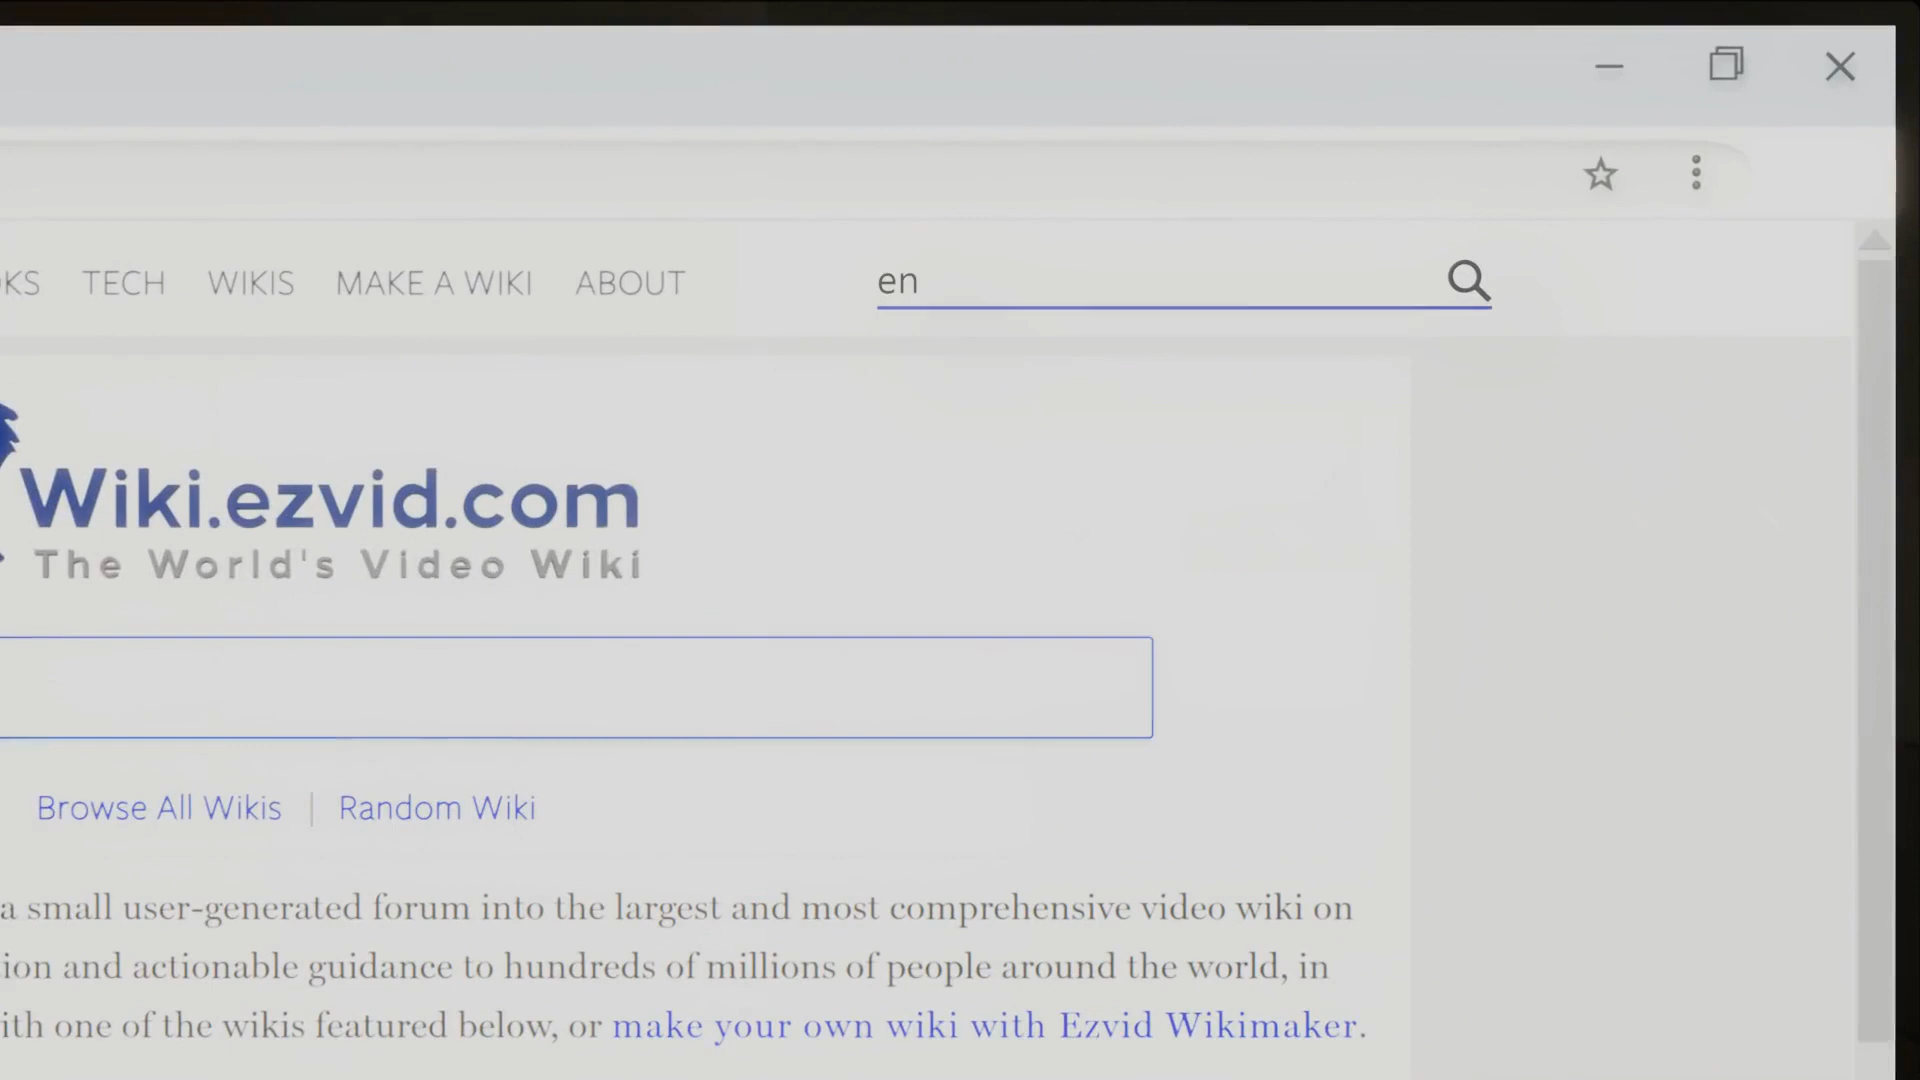 TECH WIKIS MAKE A WIKI ABOUT en
Wiki.ezvid.com
The World's Video Wiki
Browse All Wikis | Random Wiki
a small user-generated forum into the largest and most comprehensive video wiki on
and actionable guidance to hundreds of millions of people around the world, in
one of the wikis featured below, or make your own wiki with Ezvid Wikimaker.